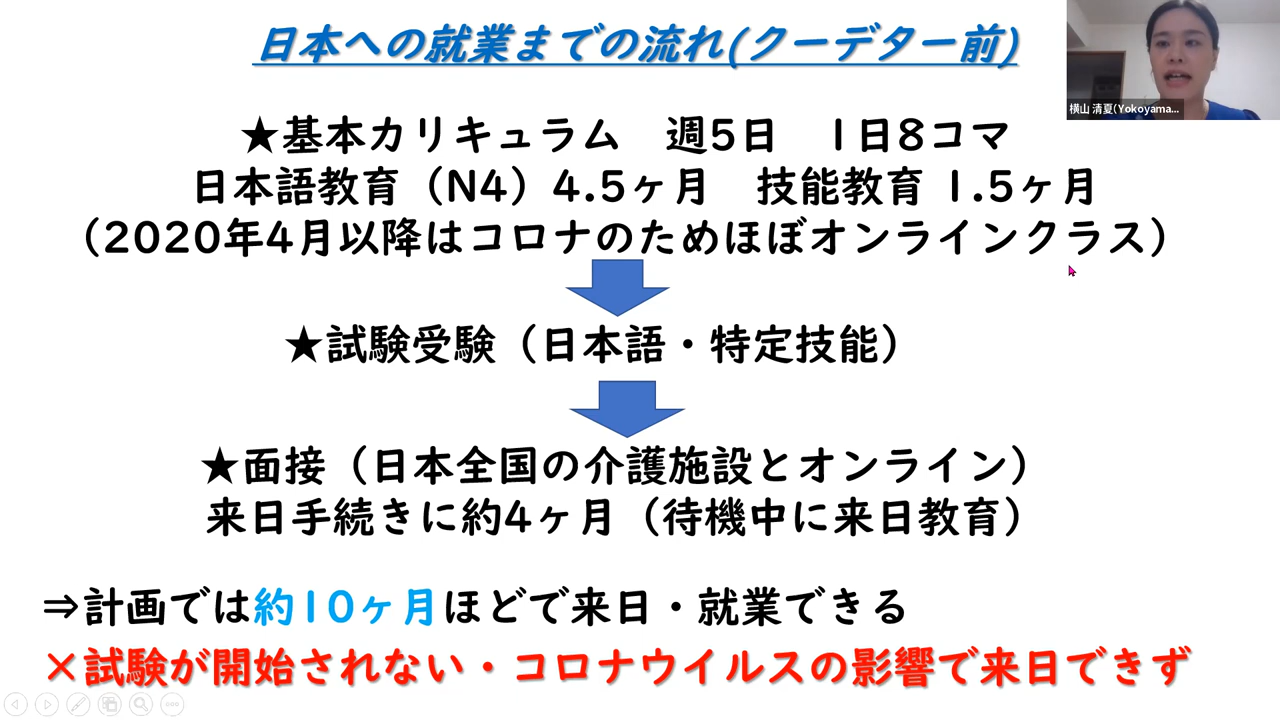 日本への就業までの流れ(クーデター前)
横山 清夏(Yokoyama...
★基本カリキュラム　週5日　1日8コマ
日本語教育（N4）4.5ヶ月　技能教育 1.5ヶ月
（2020年4月以降はコロナのためほぼオンラインクラス）
★試験受験（日本語・特定技能）
★面接（日本全国の介護施設とオンライン）
来日手続きに約4ヶ月（待機中に来日教育）
⇒計画では約10ヶ月ほどで来日・就業できる
×試験が開始されない・コロナウイルスの影響で来日できず